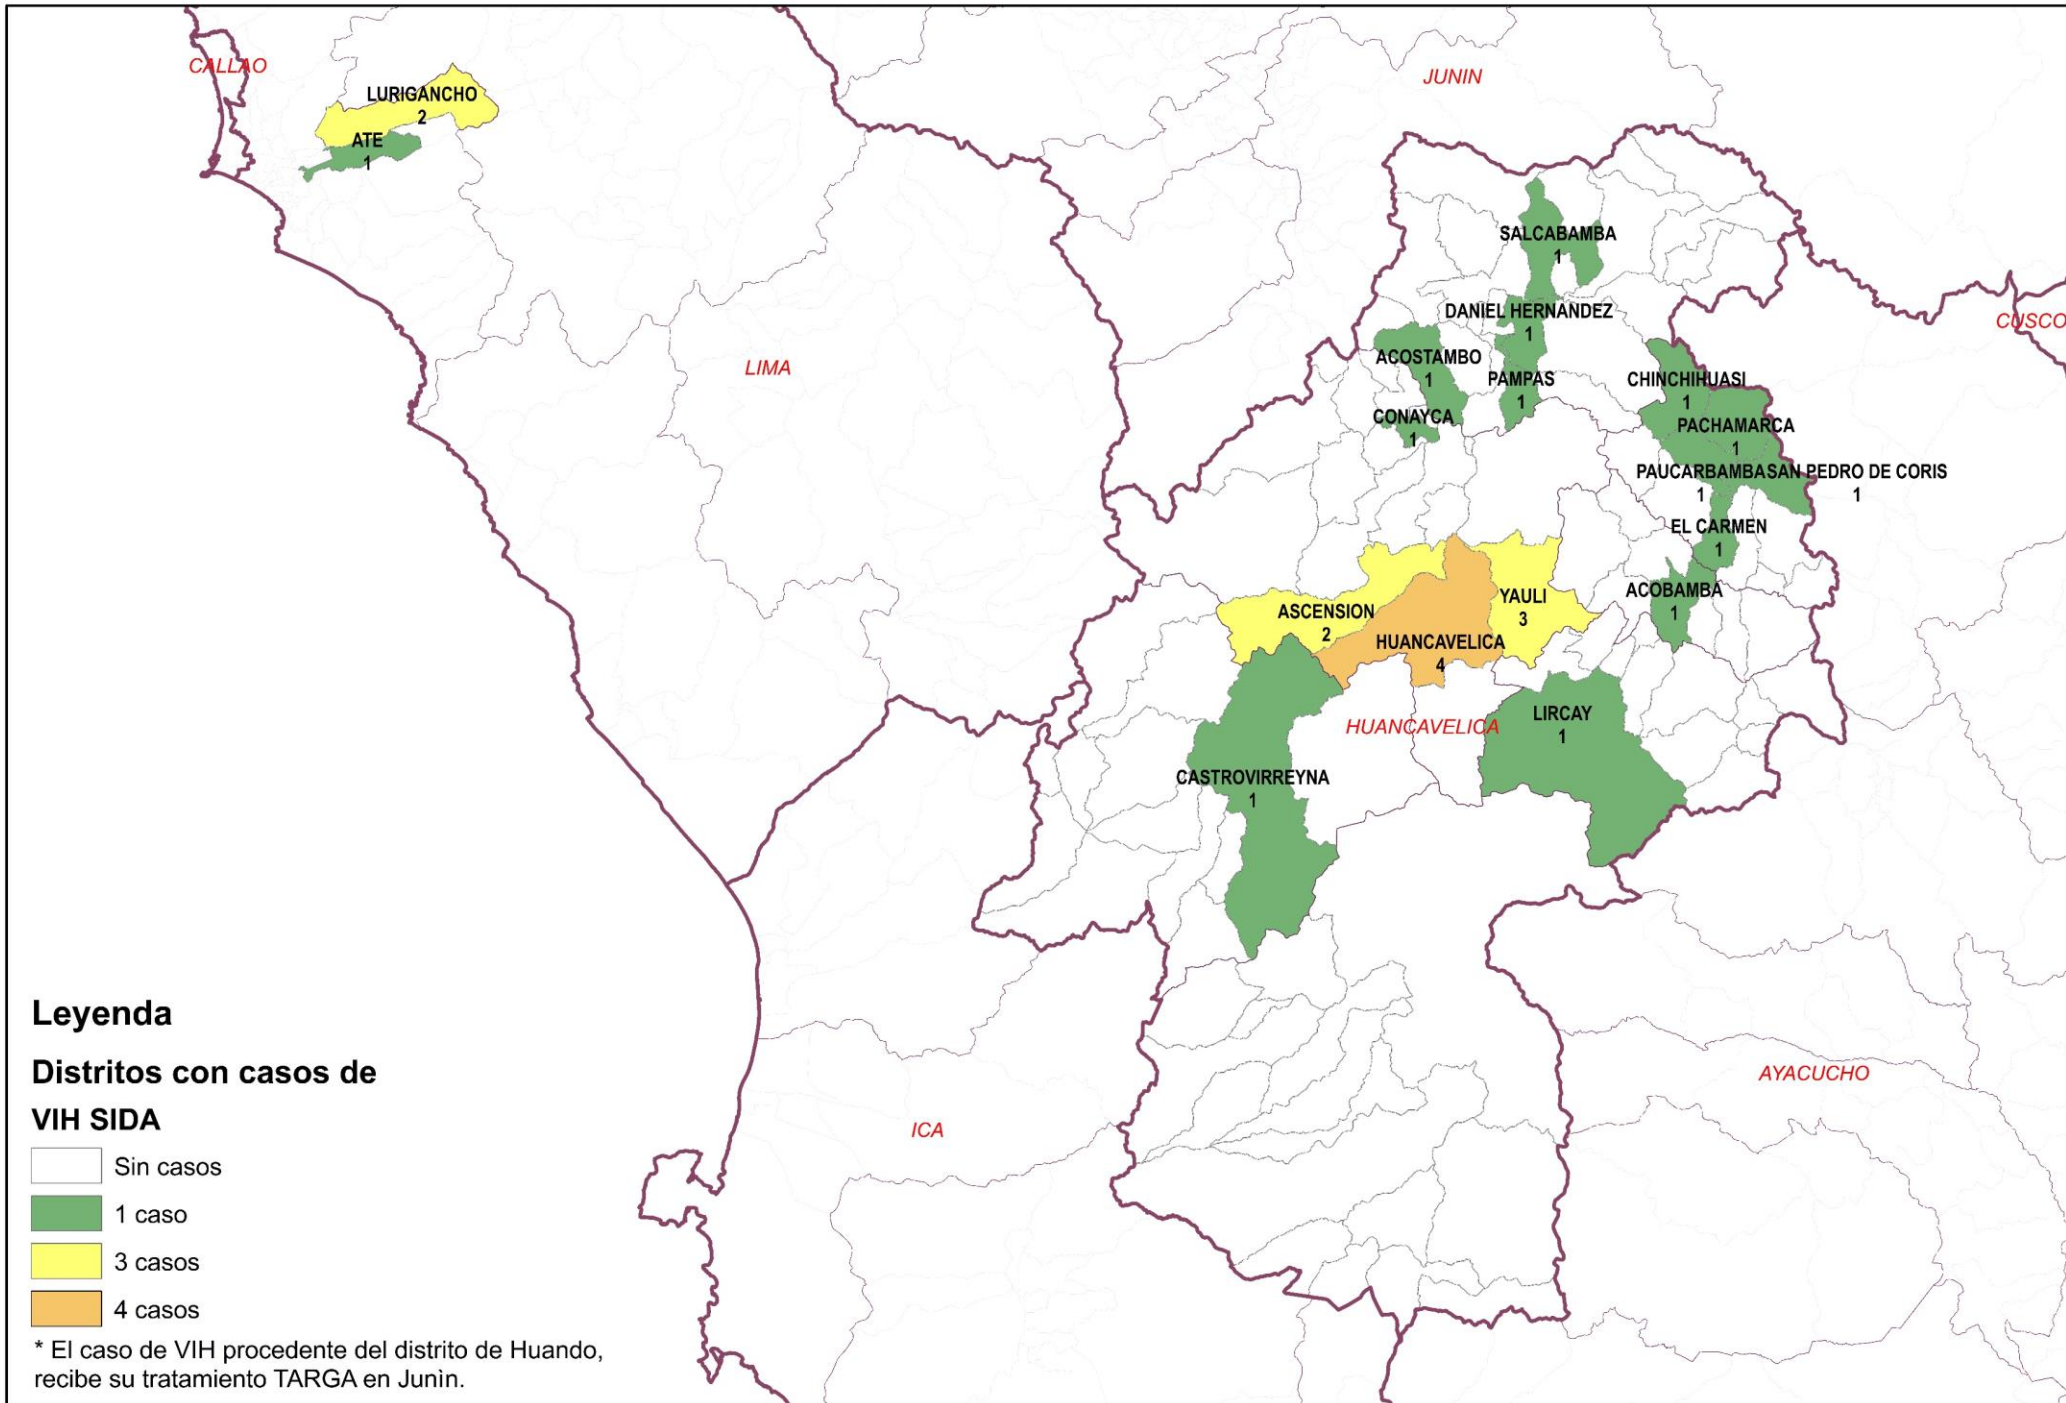 CALLAO
JUNIN
LURIGANCHO
2
ATE
1
SALCABAMBA
1
DANIEL HERNANDEZ
1
CUSCO
LIMA
ACOSTAMBO
1
PAMPAS
1
CHINCHIHUASI
1
CONAYCA
1
PACHAMARCA
1
PAUCARBAMBASAN PEDRO DE CORIS
1 1
EL CARMEN
1
ACOBAMBA
1
YAULI
3
ASCENSION
2
HUANCAVELICA
4
HUANCAVELICA
LIRCAY
1
CASTROVIRREYNA
1
AYACUCHO
ICA
Leyenda
Distritos con casos de
VIH SIDA
Sin casos
1 caso
3 casos
4 casos
* El caso de VIH procedente del distrito de Huando,
recibe su tratamiento TARGA en Junìn.